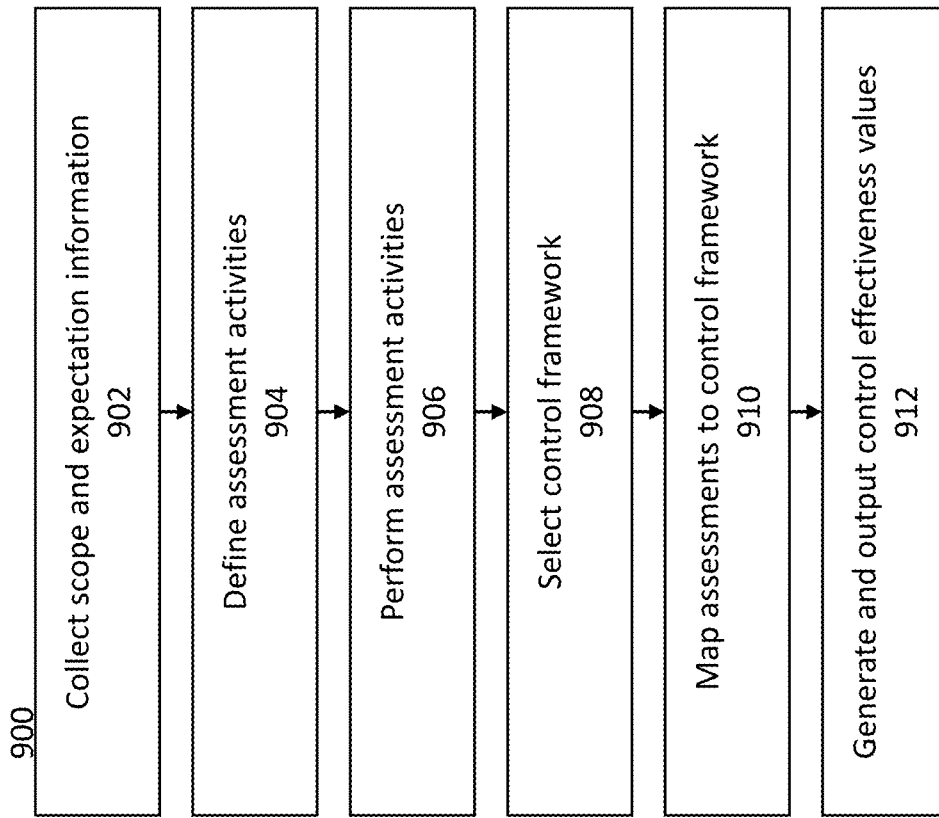 900
Collect scope and expectation information
902
Define assessment activities
904
Perform assessment activities
906
Select control framework
908
Map assessments to control framework
910
Generate and output control effectiveness values
912